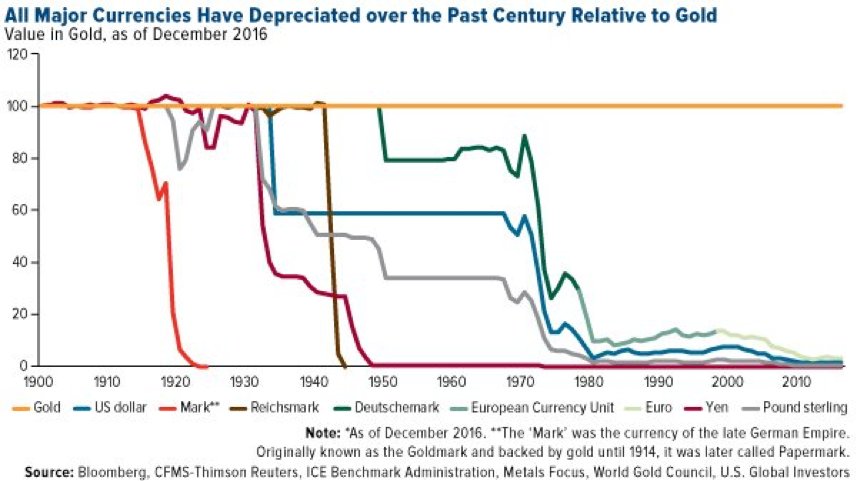 All Major Currencies Have Depreciated over the Past Century Relative to Gold
Value in Gold, as of December 2016
120
100
80
60
40
20
0
1900 1910 1920 1930 1940 1950 1960 1970 1980 1990 2000 2010
Gold US dollar Mark** Reichsmark Deutschemark European Currency Unit Euro Yen Pound sterling
Note: *As of December 2016. **The ‘Mark’ was the currency of the late German Empire.
Originally known as the Goldmark and backed by gold until 1914, it was later called Papermark.
Source: Bloomberg, CFMS-Thimson Reuters, ICE Benchmark Administration, Metals Focus, World Gold Council, U.S. Global Investors